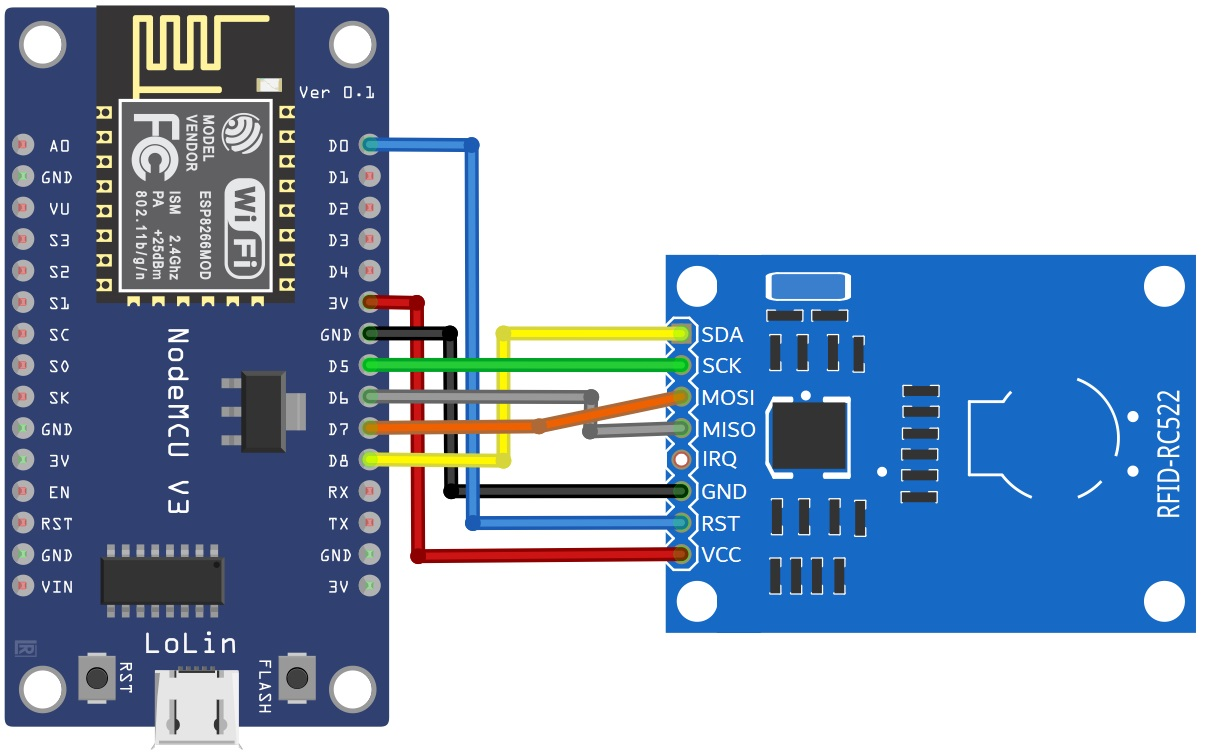 Ver 0.1
MODEL
VENDOR
FC
ISM 2.4Ghz
PA +25dBm
802.11b/g/n
ESP8266MOD
Wi Fi
A0
GND
VU
S3
S2
S1
SC
S0
SK
GND
3V
EN
RST
GND
VIN
D0
D1
D2
D3
D4
3V
GND
D5
D6
D7
D8
RX
TX
GND
3V
NodeMCU V3
LoLin
RST
FLASH
SDA
SCK
MOSI
MISO
IRQ
GND
RST
VCC
RFID-RC522